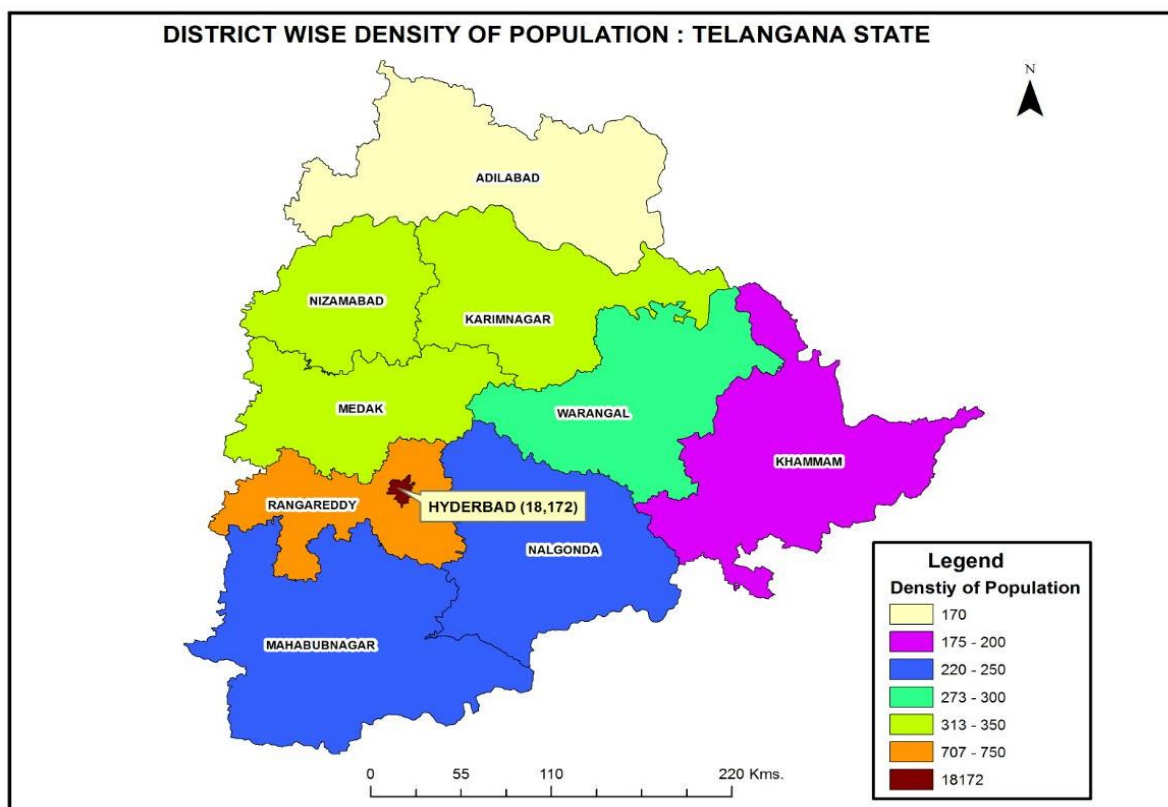 DISTRICT WISE DENSITY OF POPULATION : TELANGANA STATE
N
ADILABAD
NIZAMABAD
KARIMNAGAR
MEDAK
WARANGAL
KHAMMAM
RANGAREDDY
HYDERBAD (18,172)
NALGONDA
MAHABUBNAGAR
Legend
Denstiy of Population
170
175 - 200
220 - 250
273 - 300
313 - 350
707 - 750
18172
0 55 110 220 Kms.